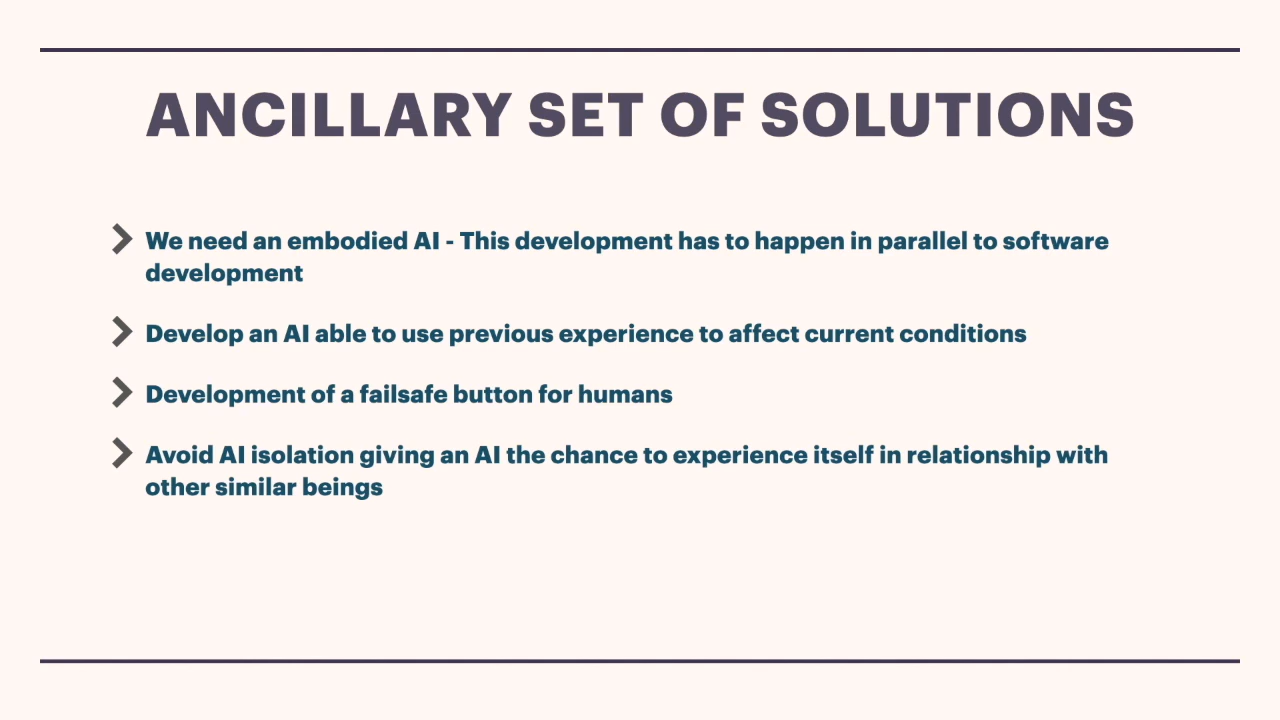 ANCILLARY SET OF SOLUTIONS
We need an embodied AI - This development has to happen in parallel to software
development
Develop an AI able to use previous experience to affect current conditions
Development of a failsafe button for humans
Avoid AI isolation giving an AI the chance to experience itself in relationship with
other similar beings